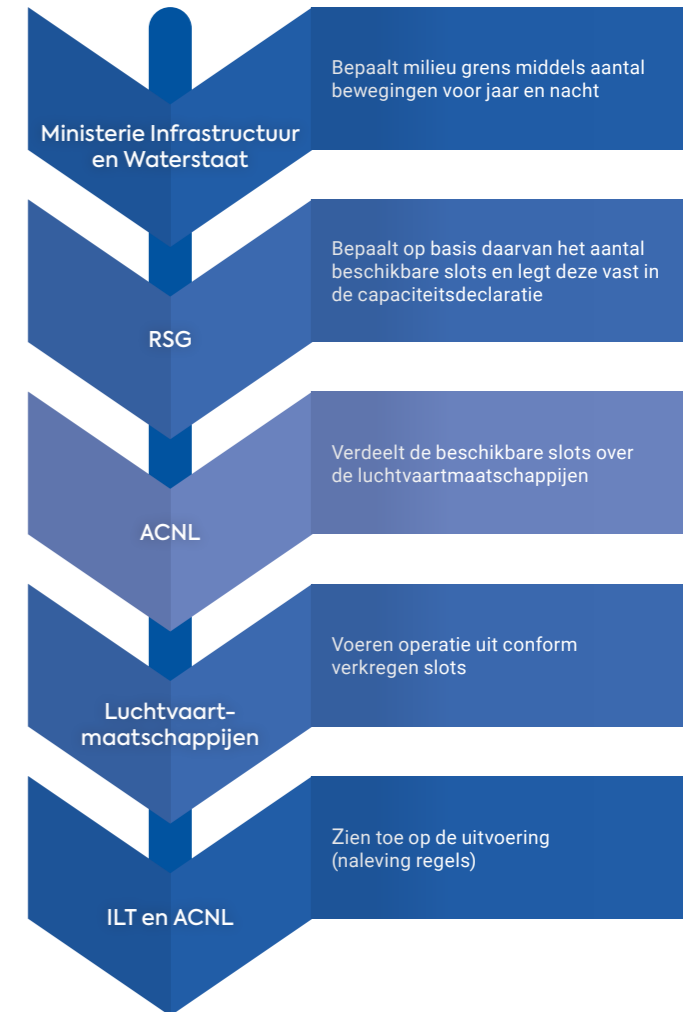 Ministerie Infrastructuur
en Waterstaat
Bepaalt milieu grens middels aantal
bewegingen voor jaar en nacht
RSG
Bepaalt op basis daarvan het aantal
beschikbare slots en legt deze vast in
de capaciteitsdeclaratie
ACNL
Verdeelt de beschikbare slots over
de luchtvaartmaatschappijen
Luchtvaart-
maatschappijen
Voeren operatie uit conform
verkregen slots
ILT en ACNL
Zien toe op de uitvoering
(naleving regels)